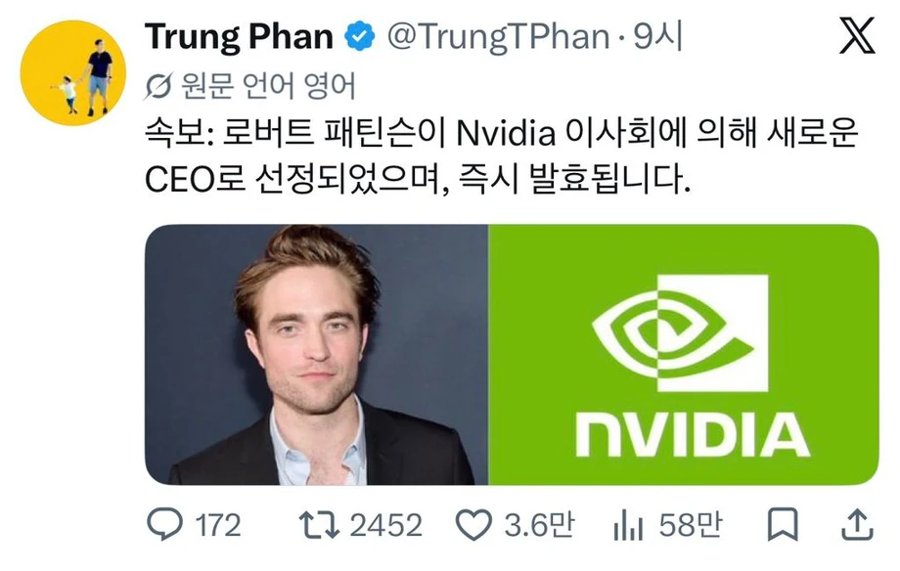 Trung Phan @TrungTPhan · 9시
원문 언어 영어
속보: 로버트 패틴슨이 Nvidia 이사회에 의해 새로운
CEO로 선정되었으며, 즉시 발효됩니다.
NVIDIA
172 2452 3.6만 58만